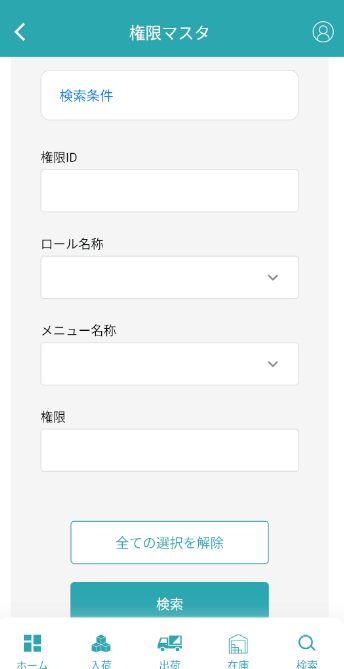 権限マスタ
検索条件
権限ID
ロール名称
メニュー名称
権限
全ての選択を解除
検索
ホーム
入荷
出荷
在庫
検索